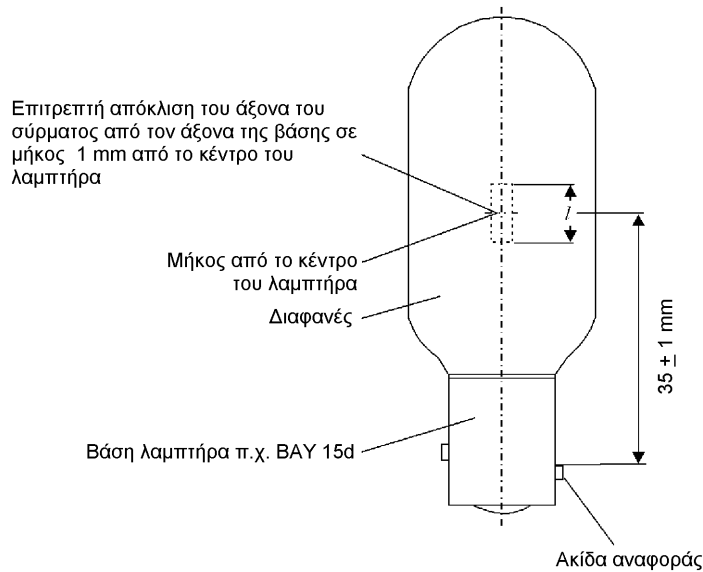 Επιτρεπτή απόκλιση του άξονα του
σύρματος από τον άξονα της βάσης σε
μήκος 1 mm από το κέντρο του
λαμπτήρα
l
Μήκος από το κέντρο
του λαμπτήρα
Διαφανές
35 ± 1 mm
Βάση λαμπτήρα π.χ. BAY 15d
Ακίδα αναφοράς